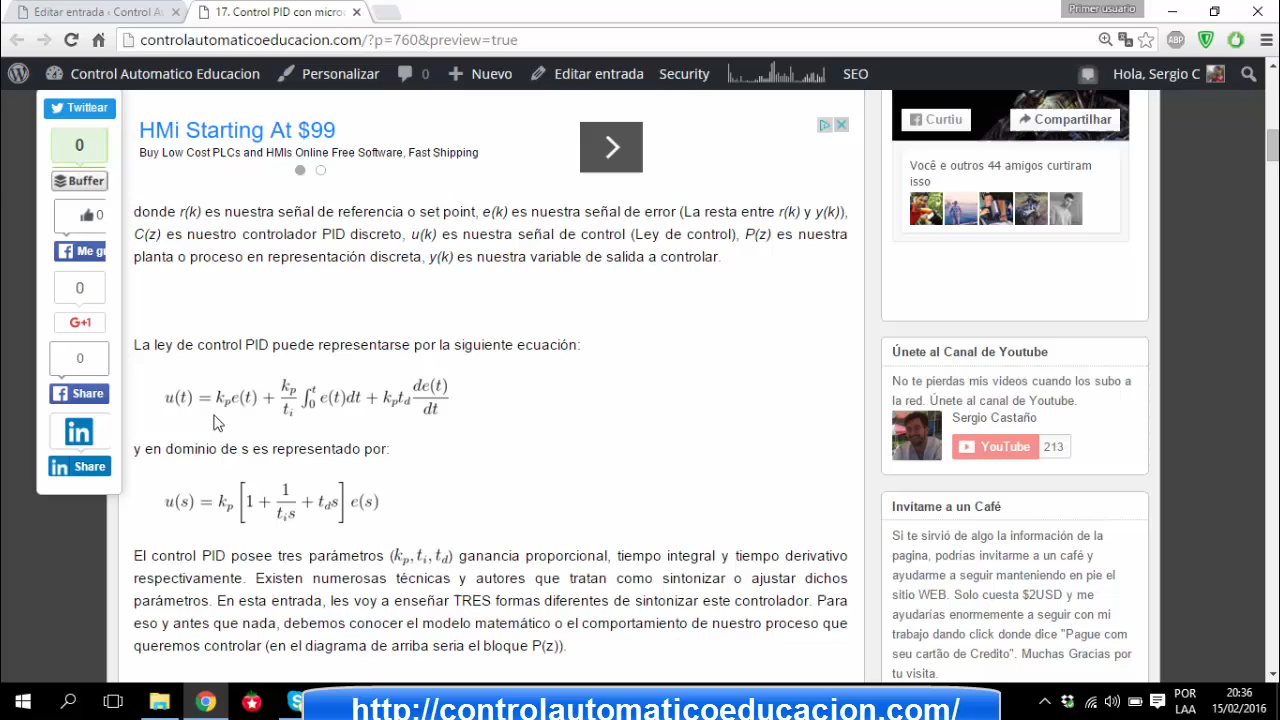 Editar entrada ‹ Control A
17. Control PID con micro
Primer usuario
controlautomaticoeducacion.com/?p=760&preview=true
Control Automatico Educacion
Personalizar
0
Nuevo
Editar entrada
Security
SEO
Hola, Sergio C
Twittear
0
Buffer
0
Me gu
0
G+1
0
Share
in
in Share
HMi Starting At $99
Buy Low Cost PLCs and HMIs Online Free Software, Fast Shipping
donde r(k) es nuestra señal de referencia o set point, e(k) es nuestra señal de error (La resta entre r(k) y y(k)),
C(z) es nuestro controlador PID discreto, u(k) es nuestra señal de control (Ley de control), P(z) es nuestra
planta o proceso en representación discreta, y(k) es nuestra variable de salida a controlar.
La ley de control PID puede representarse por la siguiente ecuación:
u(t) = k_p e(t) + \frac{k_p}{t_i} \int_0^t e(t)dt + k_p t_d \frac{de(t)}{dt}
y en dominio de s es representado por:
u(s) = k_p [1 + \frac{1}{t_i s} + t_d s] e(s)
El control PID posee tres parámetros (k_p, t_i, t_d) ganancia proporcional, tiempo integral y tiempo derivativo
respectivamente. Existen numerosas técnicas y autores que tratan como sintonizar o ajustar dichos
parámetros. En esta entrada, les voy a enseñar TRES formas diferentes de sintonizar este controlador. Para
eso y antes que nada, debemos conocer el modelo matemático o el comportamiento de nuestro proceso que
queremos controlar (en el diagrama de arriba seria el bloque P(z)).
Curtiu
Compartilhar
Você e outros 44 amigos curtiram
isso
Únete al Canal de Youtube
No te pierdas mis videos cuando los subo a
la red. Únete al canal de Youtube.
Sergio Castaño
YouTube
213
Invitame a un Café
Si te sirvió de algo la información de la
pagina, podrías invitarme a un café y
ayudarme a seguir manteniendo en pie el
sitio WEB. Solo cuesta $2USD y me
ayudarías enormemente a seguir con mi
trabajo dando click donde dice "Pague com
seu cartão de Credito". Muchas Gracias por
tu visita.
http://controlautomaticoeducacion.com/
POR
LAA
20:36
15/02/2016